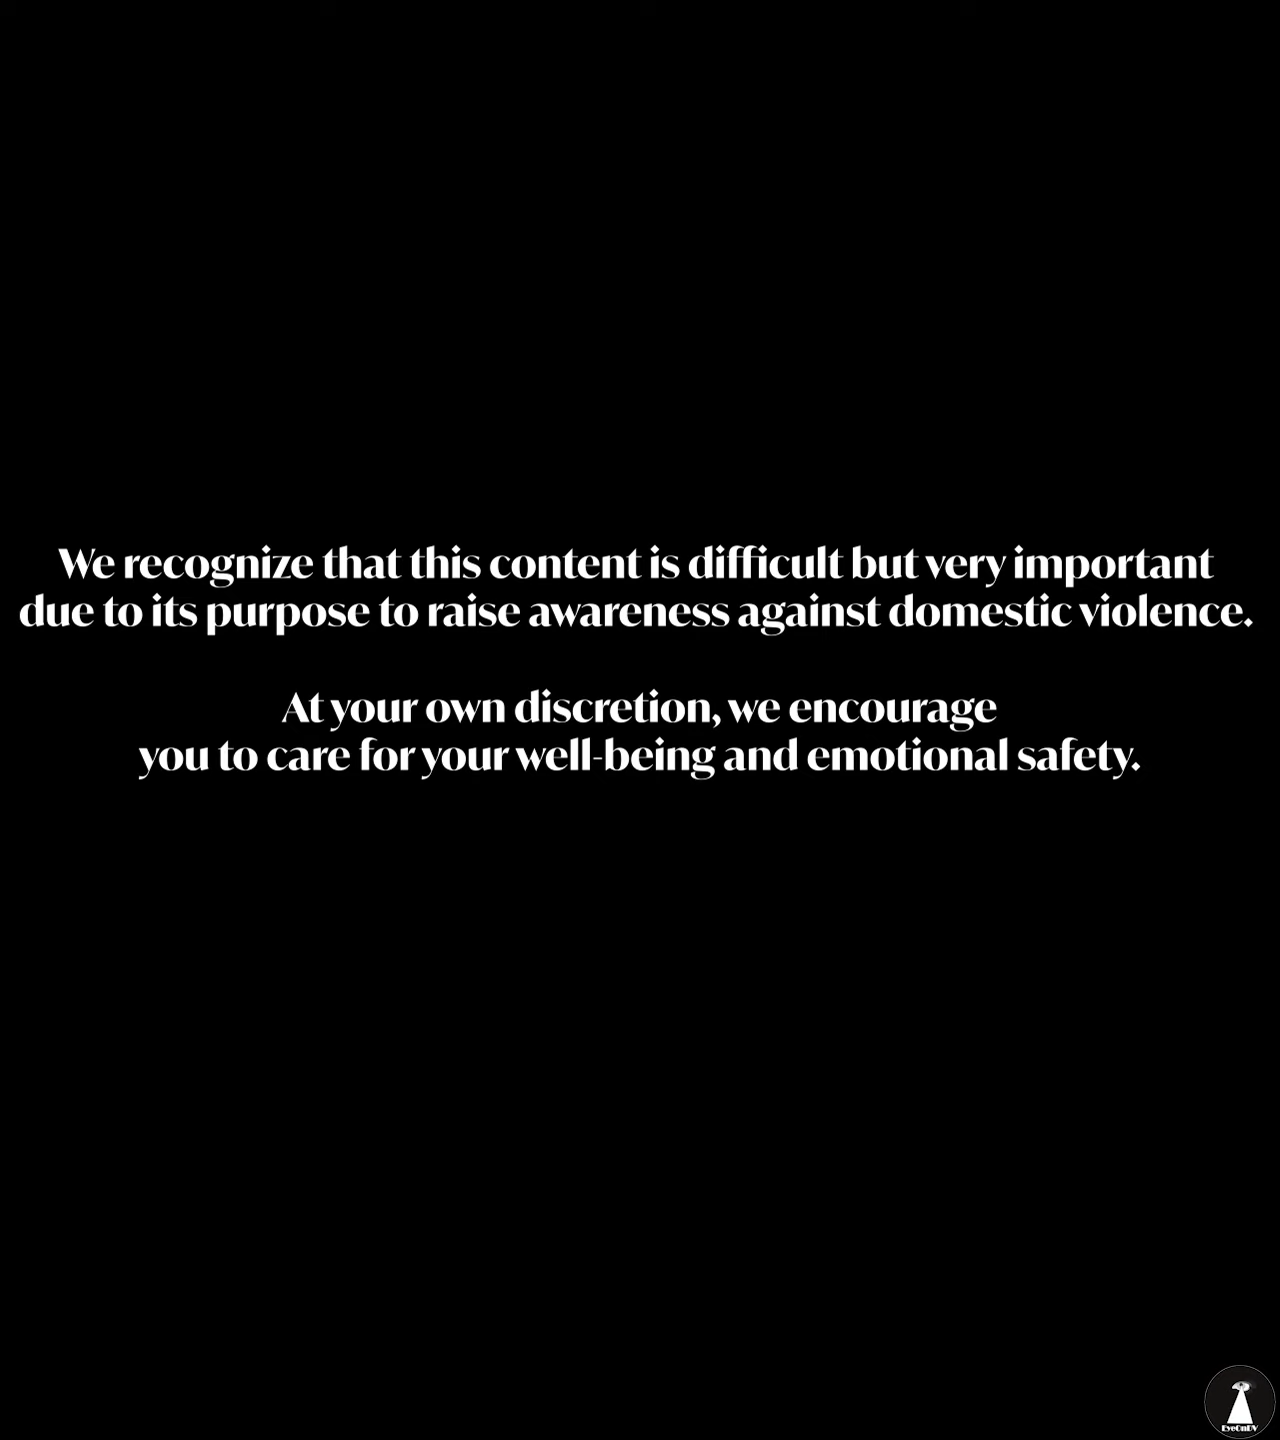 We recognize that this content is difficult but very important
due to its purpose to raise awareness against domestic violence.
At your own discretion, we encourage
you to care for your well-being and emotional safety.
EyeOnDV